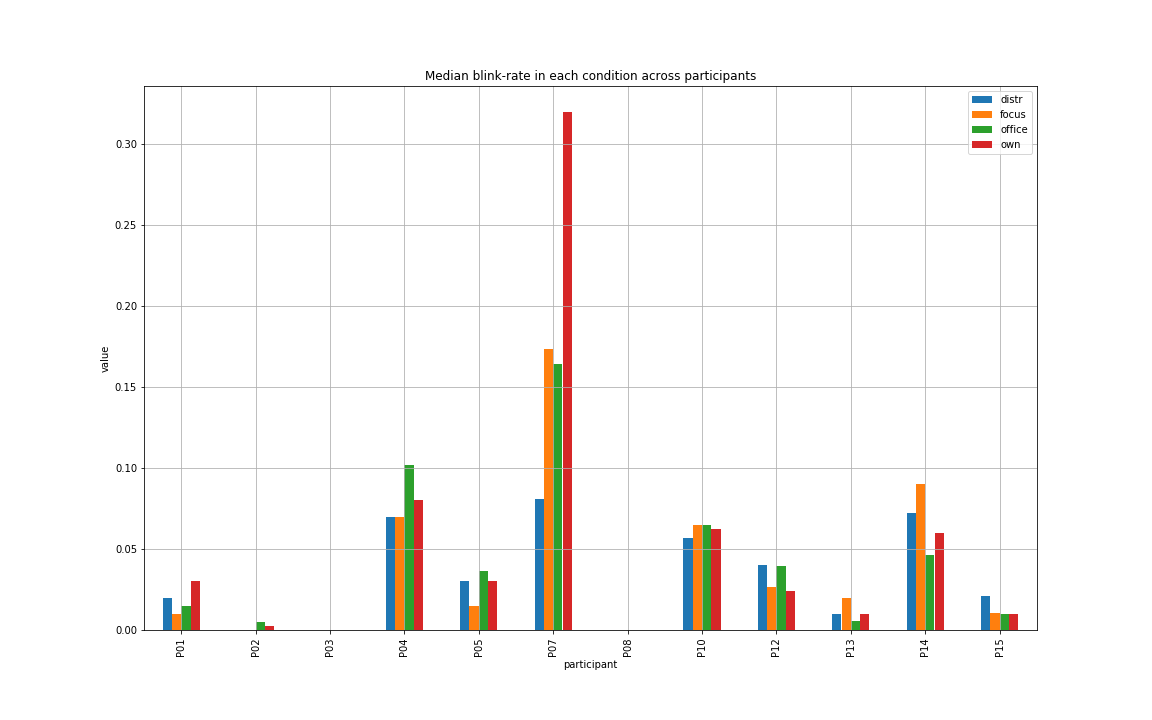 Median blink-rate in each condition across participants
distr
focus
office
own
0.30
0.25
0.20
0.15
0.10
0.05
0.00
value
P01 P02 P03 P04 P05 P07 P08 P10 P12 P13 P14 P15
participant